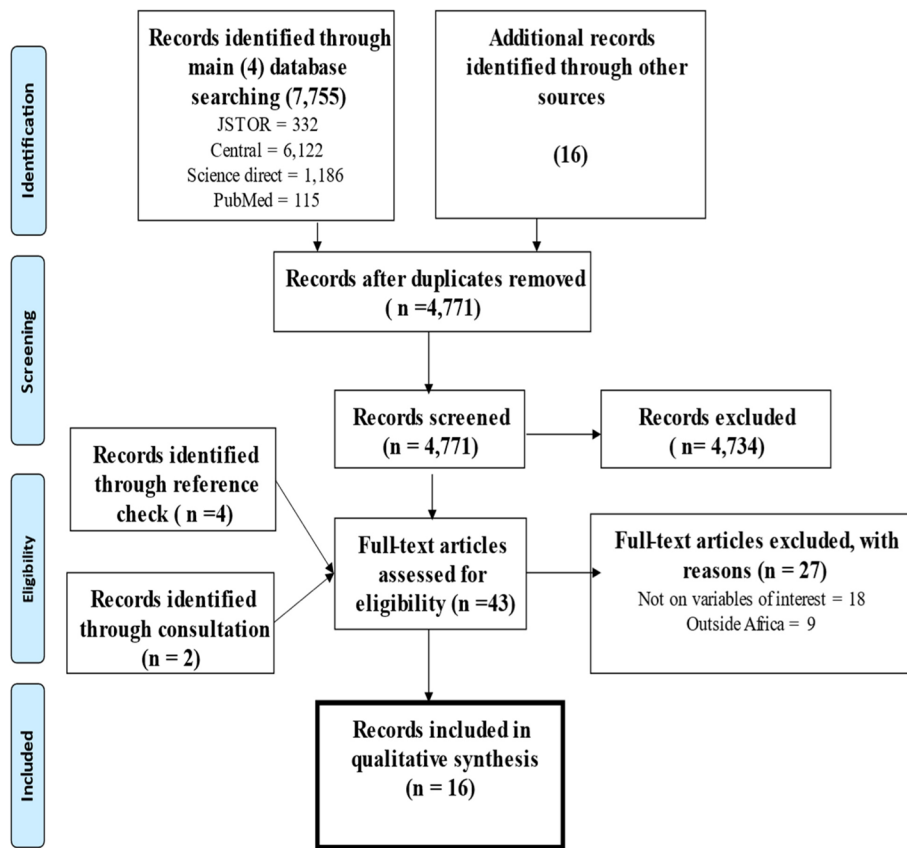 Identification
Records identified through
main (4) database
searching (7,755)
JSTOR = 332
Central = 6,122
Science direct = 1,186
PubMed = 115
Additional records
identified through other
sources
(16)
Screening
Records after duplicates removed
( n =4,771)
Records screened
(n = 4,771)
Records excluded
( n= 4,734)
Eligibility
Records identified
through reference
check ( n =4)
Records identified
through consultation
(n = 2)
Full-text articles
assessed for
eligibility (n =43)
Full-text articles excluded, with
reasons (n = 27)
Not on variables of interest = 18
Outside Africa = 9
Included
Records included in
qualitative synthesis
(n = 16)